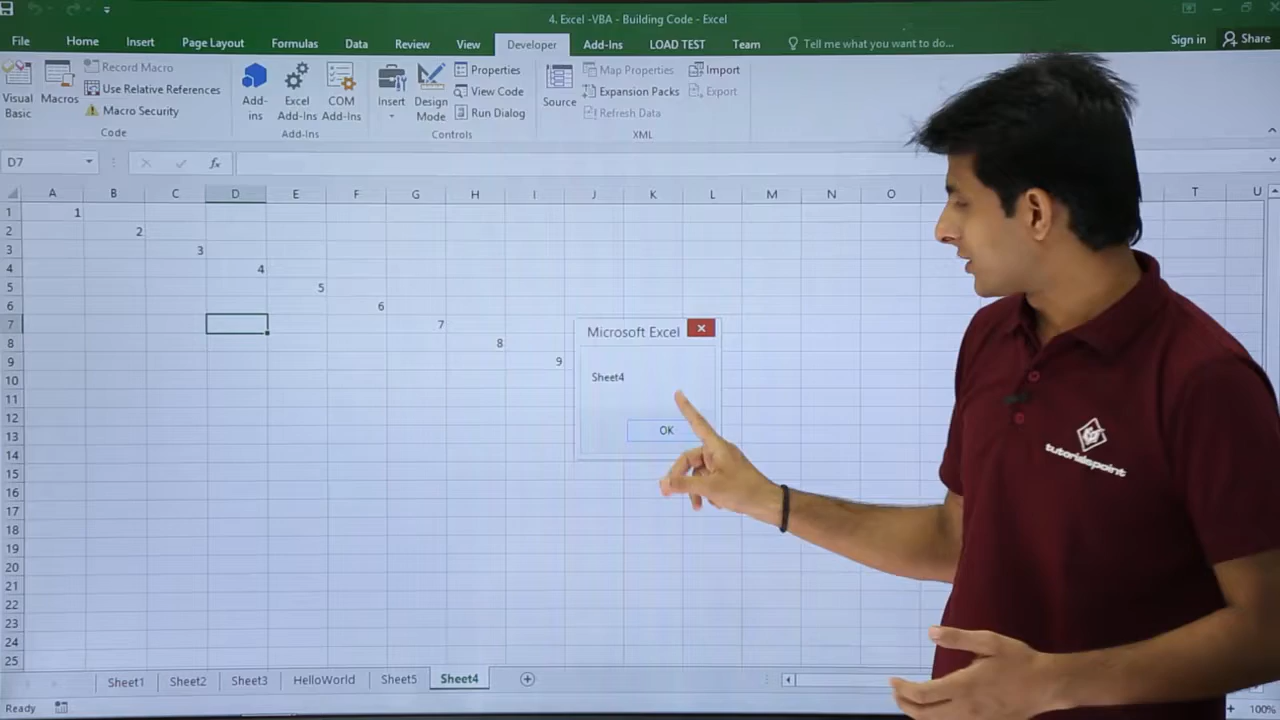 4. Excel -VBA - Building Code - Excel
File Home Insert Page Layout Formulas Data Review View Developer Add-Ins LOAD TEST Team Tell me what you want to do... Sign in Share
Visual Basic
Macros
Record Macro
Use Relative References
Macro Security
Code
Add-ins
Excel Add-Ins
COM Add-Ins
Add-Ins
Insert
Design Mode
Properties
View Code
Run Dialog
Controls
Source
Map Properties
Expansion Packs
Refresh Data
Import
Export
XML
D7 fx
A B C D E F G H I J K L M N O T U
1 1
2 2
3 3
4 4
5 5
6 6
7 7
8 8
9 9
10
11
12
13
14
15
16
17
18
19
20
21
22
23
24
25
Microsoft Excel
Sheet4
OK
tutorialspoint
Sheet1 Sheet2 Sheet3 HelloWorld Sheet5 Sheet4
Ready 100%